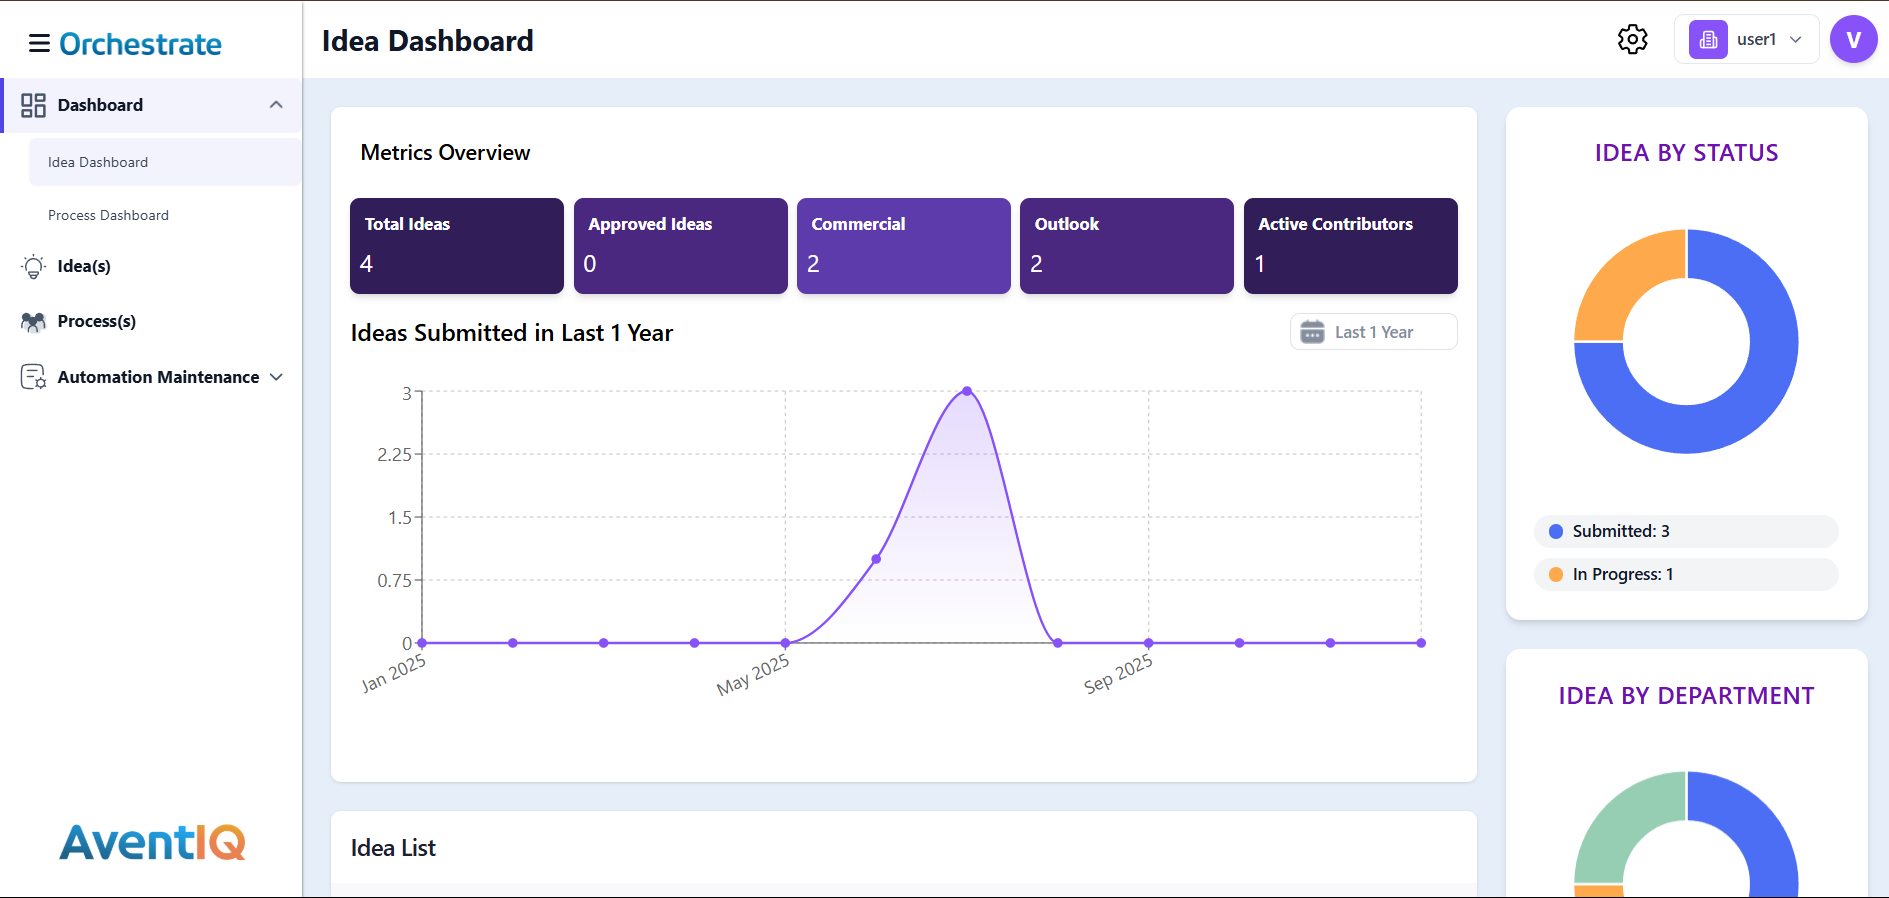 Orchestrate
Dashboard
Idea Dashboard
Process Dashboard
Idea(s)
Process(s)
Automation Maintenance
AventIQ
Idea Dashboard
user1
V
Metrics Overview
Total Ideas
4
Approved Ideas
0
Commercial
2
Outlook
2
Active Contributors
1
Ideas Submitted in Last 1 Year
Last 1 Year
3
2.25
1.5
0.75
0
Jan 2025
May 2025
Sep 2025
Idea List
IDEA BY STATUS
Submitted: 3
In Progress: 1
IDEA BY DEPARTMENT